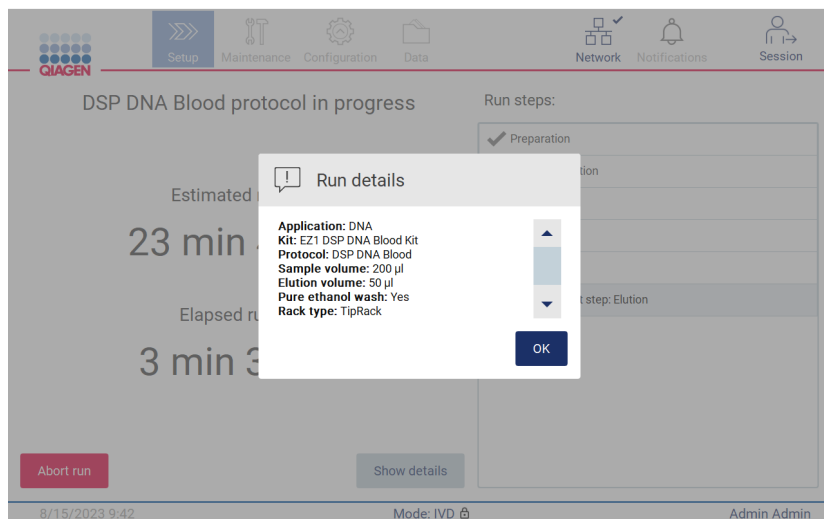 QIAGEN
Setup
Maintenance
Configuration
Data
Network
Notifications
Session
DSP DNA Blood protocol in progress
Run steps:
Preparation
tion
Estim
23 min
Elapsed ru
3 min 3
t step: Elution
Run details
Application: DNA
Kit: EZ1 DSP DNA Blood Kit
Protocol: DSP DNA Blood
Sample volume: 200 µl
Elution volume: 50 µl
Pure ethanol wash: Yes
Rack type: TipRack
OK
Abort run
Show details
8/15/2023 9:42
Mode: IVD
Admin Admin